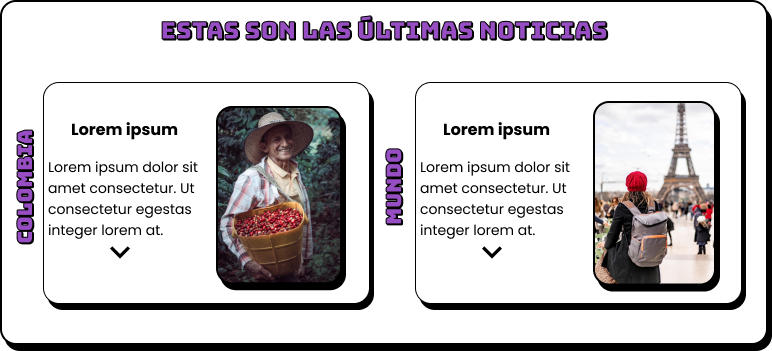 ESTAS SON LAS ÚLTIMAS NOTICIAS
COLOMBIA
Lorem ipsum
Lorem ipsum dolor sit
amet consectetur. Ut
consectetur egestas
integer lorem at.
MUNDO
Lorem ipsum
Lorem ipsum dolor sit
amet consectetur. Ut
consectetur egestas
integer lorem at.